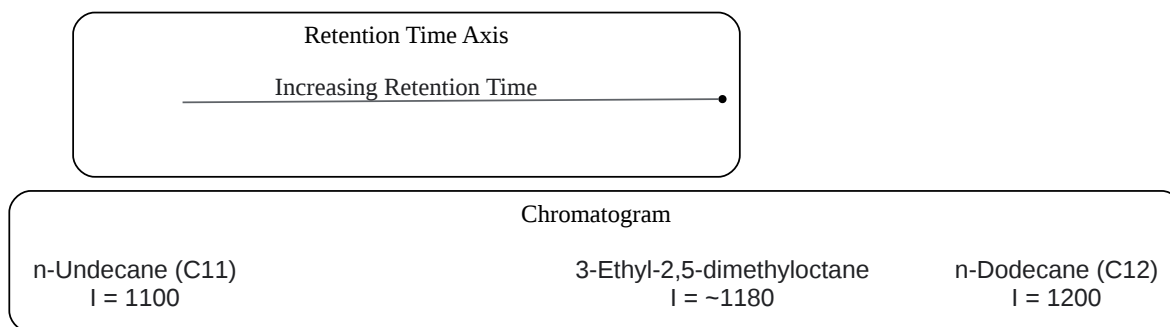 Retention Time Axis
Increasing Retention Time
Chromatogram
n-Undecane (C11)
I = 1100
3-Ethyl-2,5-dimethyloctane
I = ~1180
n-Dodecane (C12)
I = 1200